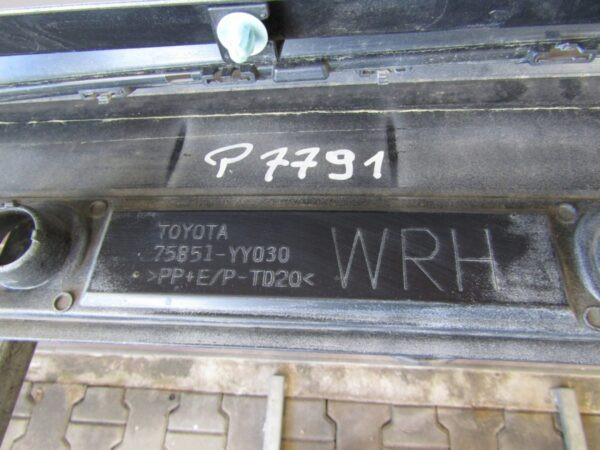 P7791
TOYOTA
75851-YY030
>PP+E/P-TD20<
WRH